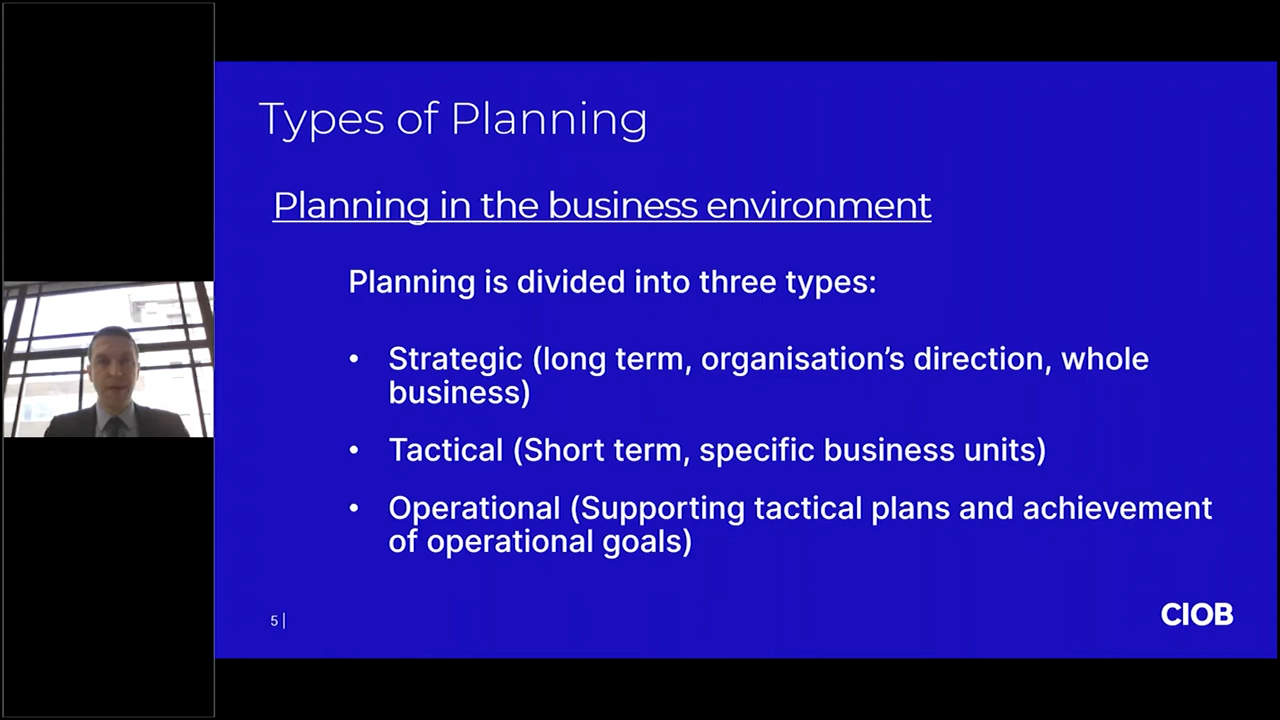 Types of Planning
Planning in the business environment
Planning is divided into three types:
• Strategic (long term, organisation’s direction, whole
business)
• Tactical (Short term, specific business units)
• Operational (Supporting tactical plans and achievement
of operational goals)
5 |
CIOB